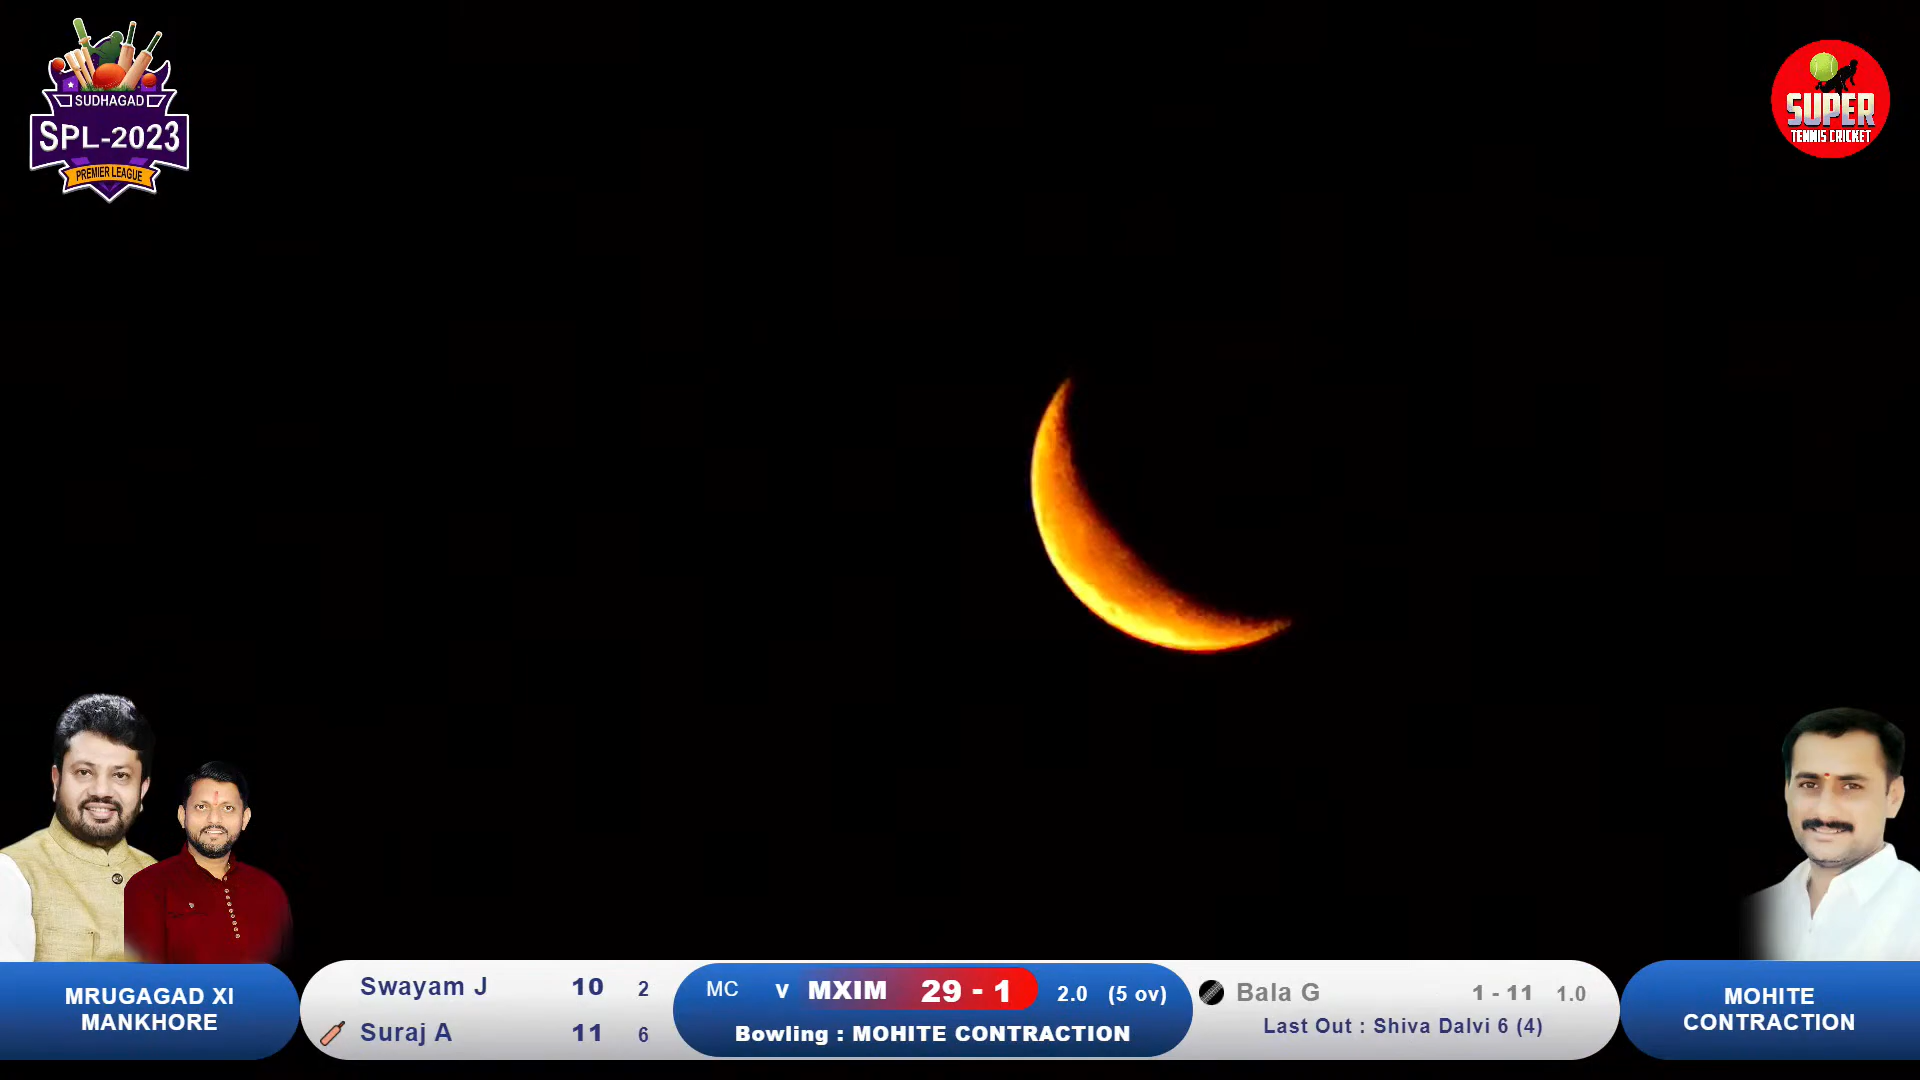 SUDHAGAD
SPL-2023
PREMIER LEAGUE
SUPER
TENNIS CRICKET
MRUGAGAD XI
MANKHORE
Swayam J 10 2
Suraj A 11 6
MC v MXIM 29 - 1 2.0 (5 ov)
Bowling : MOHITE CONTRACTION
Bala G 1 - 11 1.0
Last Out : Shiva Dalvi 6 (4)
MOHITE
CONTRACTION